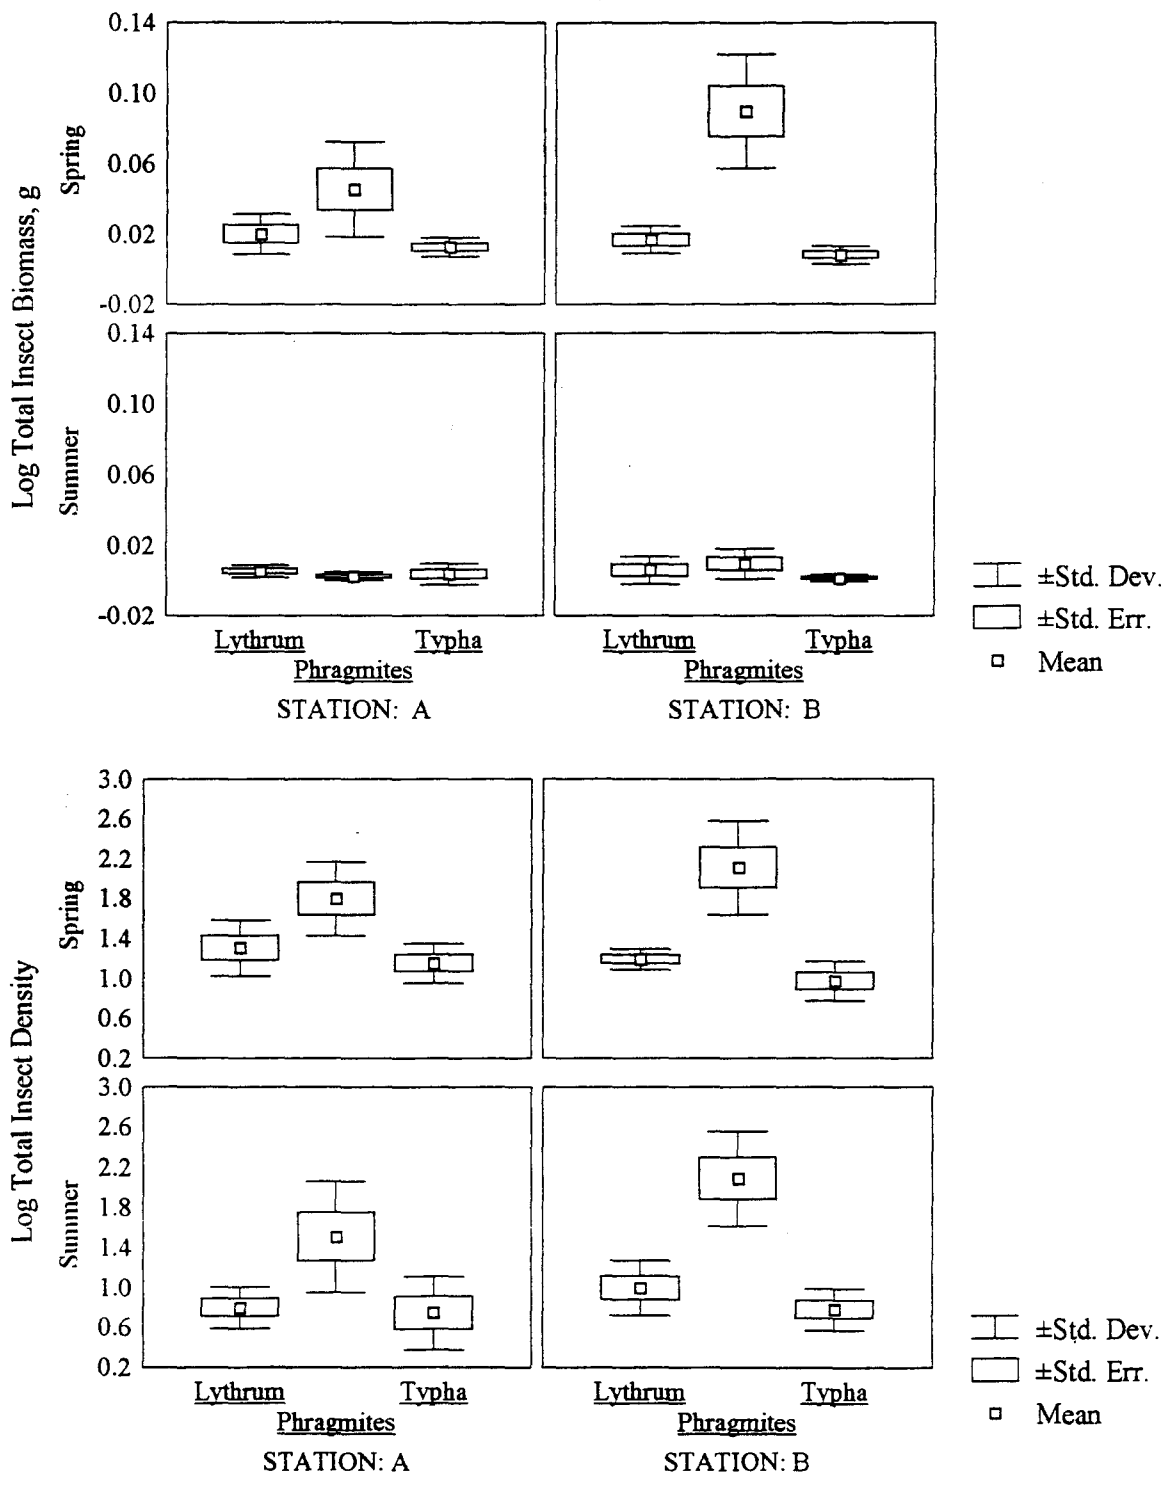 Log Total Insect Biomass, g
Spring
0.14
0.10
0.06
0.02
-0.02
Summer
0.14
0.10
0.06
0.02
-0.02
Lythrum Typha Lythrum Typha
Phragmites Phragmites
STATION: A STATION: B
±Std. Dev.
±Std. Err.
Mean
Log Total Insect Density
Spring
3.0
2.6
2.2
1.8
1.4
1.0
0.6
0.2
Summer
3.0
2.6
2.2
1.8
1.4
1.0
0.6
0.2
Lythrum Typha Lythrum Typha
Phragmites Phragmites
STATION: A STATION: B
±Std. Dev.
±Std. Err.
Mean